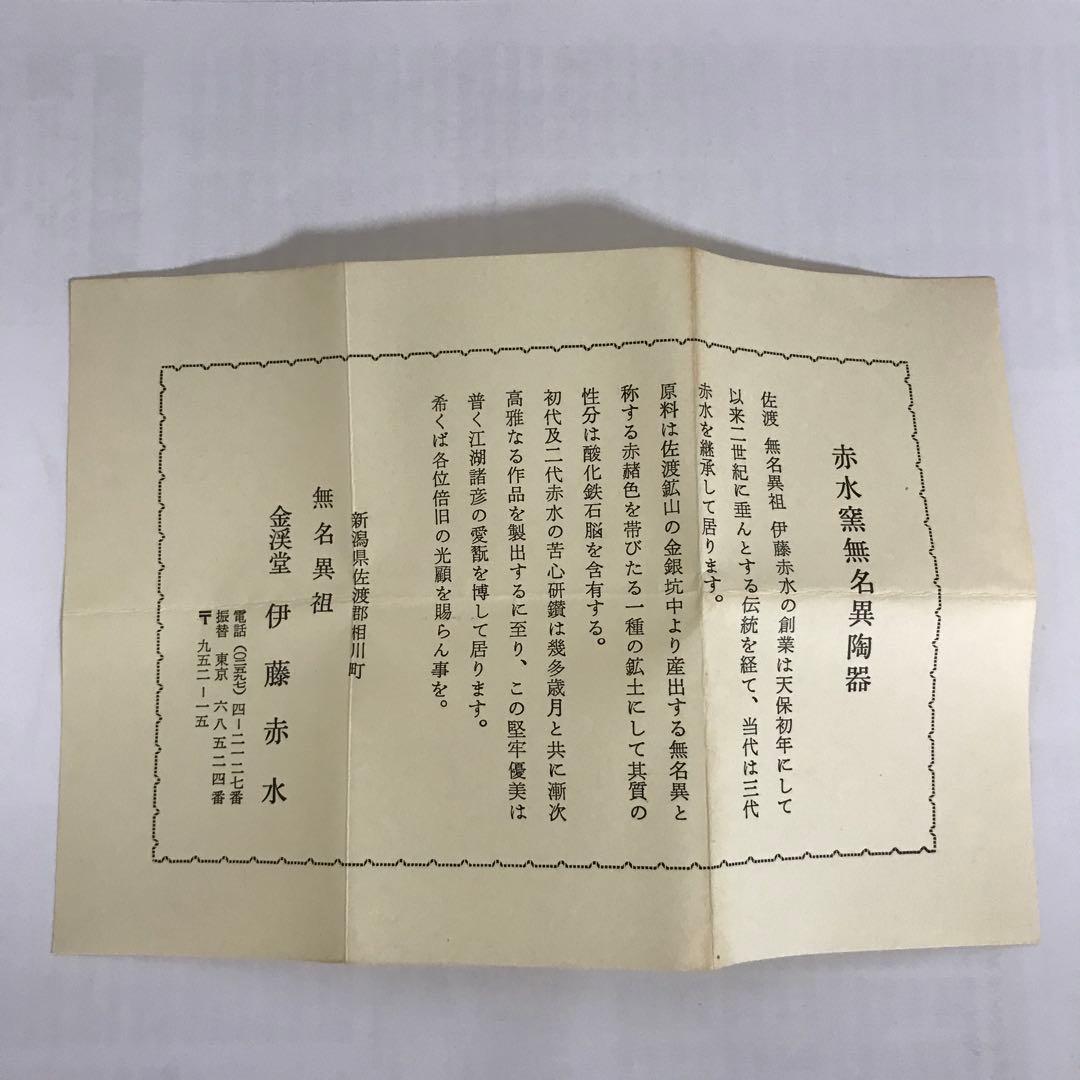 赤水窯無名異陶器
佐渡 無名異祖 伊藤赤水の創業は天保初年にして
以来二世紀に垂んとする伝統を経て、当代は三代
赤水を継承して居ります。
原料は佐渡鉱山の金銀坑中より産出する無名異と
称する赤赭色を帯びたる一種の鉱土にして其質の
性分は酸化鉄石脳を含有する。
初代及二代赤水の苦心研鑚は幾多歳月と共に漸次
高雅なる作品を製出するに至り、この堅牢優美は
普く江湖諸彦の愛翫を博して居ります。
希くば各位倍旧の光顧を賜らん事を。
新潟県佐渡郡相川町
無名異祖
金渓堂 伊藤赤水
電話(〇二五九七)四ー二一二七番
振替 東京 六八五二四番
〒 九五二ー一五